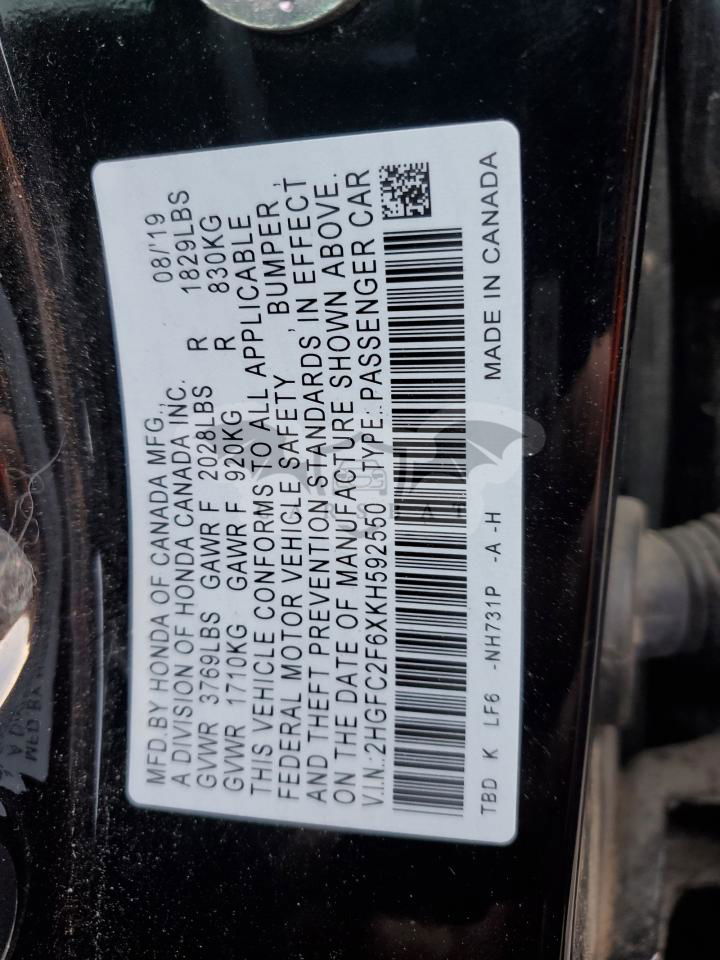 MFD.BY HONDA OF CANADA MFG., 08/'19
A DIVISION OF HONDA CANADA INC.
GVWR 3769LBS GAWR F 2028LBS R 1829LBS
GVWR 1710KG GAWR F 920KG R 830KG
THIS VEHICLE CONFORMS TO ALL APPLICABLE
FEDERAL MOTOR VEHICLE SAFETY, BUMPER,
AND THEFT PREVENTION STANDARDS, IN EFFECT
ON THE DATE OF MANUFACTURE SHOWN ABOVE.
V.I.N.:2HGFC2F6XKH592550 TYPE: PASSENGER CAR
TBD K LF6 -NH731P -A -H MADE IN CANADA